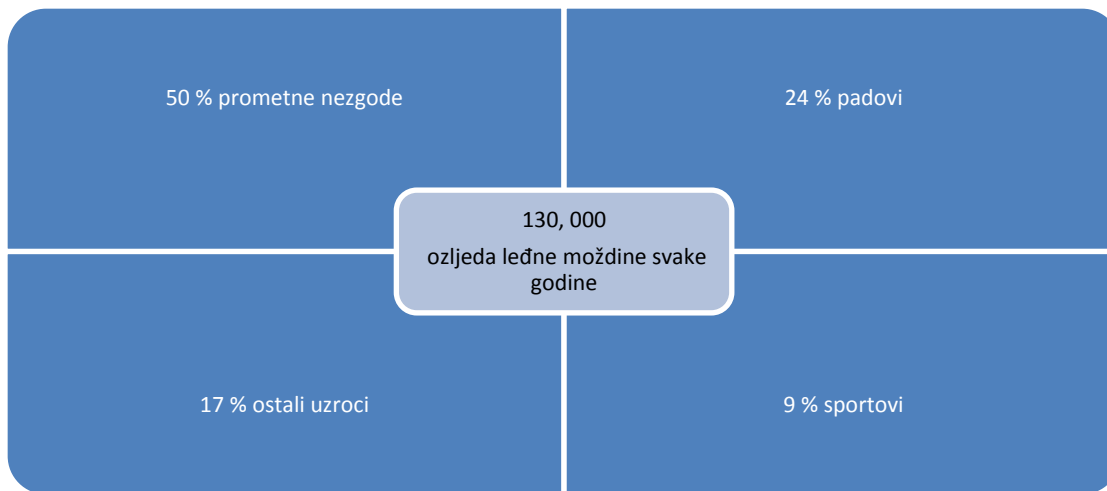 50 % prometne nezgode
24 % padovi
130, 000
ozljeda leđne moždine svake
godine
17 % ostali uzroci
9 % sportovi